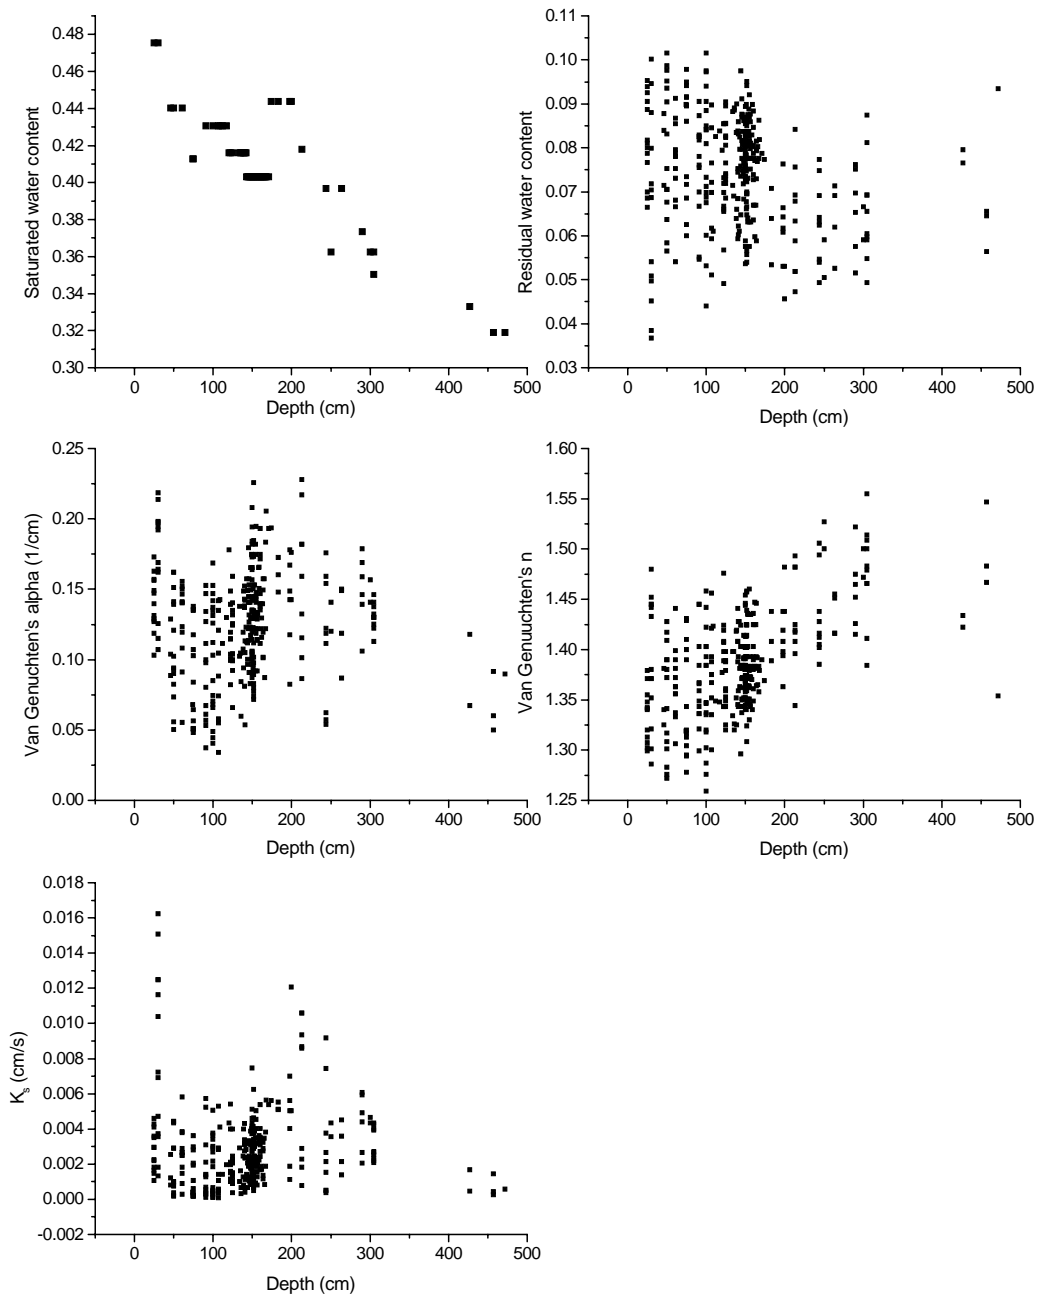 0.48
0.46
0.44
0.42
0.40
0.38
0.36
0.34
0.32
0.30
Saturated water content
0 100 200 300 400 500
Depth (cm)
0.11
0.10
0.09
0.08
0.07
0.06
0.05
0.04
0.03
Residual water content
0 100 200 300 400 500
Depth (cm)
0.25
0.20
0.15
0.10
0.05
0.00
Van Genuchten's alpha (1/cm)
0 100 200 300 400 500
Depth (cm)
1.60
1.55
1.50
1.45
1.40
1.35
1.30
1.25
Van Genuuchten's n
0 100 200 300 400 500
Depth (cm)
0.018
0.016
0.014
0.012
0.010
0.008
0.006
0.004
0.002
0.000
-0.002
Ks (cm/s)
0 100 200 300 400 500
Depth (cm)